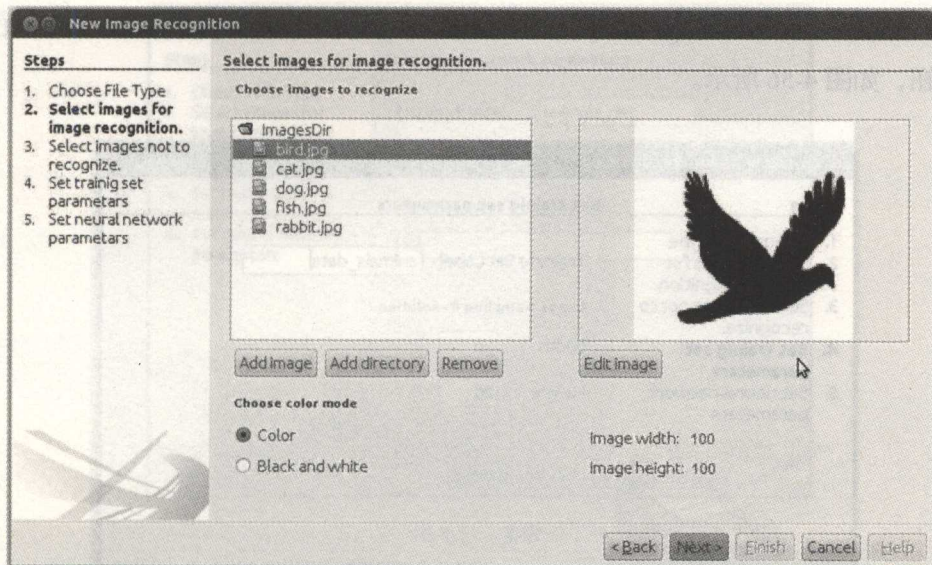 New Image Recognition
Steps
1. Choose File Type
2. Select images for
image recognition.
3. Select images not to
recognize.
4. Set trainig set
parametars
5. Set neural network
parametars
Select images for image recognition.
Choose images to recognize
ImagesDir
bird.jpg
cat.jpg
dog.jpg
fish.jpg
rabbit.jpg
Add image Add directory Remove
Edit image
Choose color mode
Color
Black and white
Image width: 100
Image height: 100
< Back Next > Finish Cancel Help